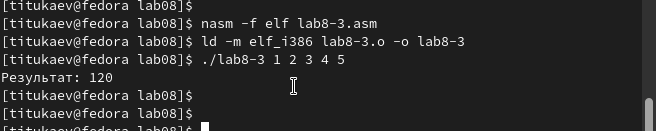 [titukaev@fedora lab08]$
[titukaev@fedora lab08]$ nasm -f elf lab8-3.asm
[titukaev@fedora lab08]$ ld -m elf_i386 lab8-3.o -o lab8-3
[titukaev@fedora lab08]$ ./lab8-3 1 2 3 4 5
Результат: 120
[titukaev@fedora lab08]$
[titukaev@fedora lab08]$
[titukaev@fedora lab08]$